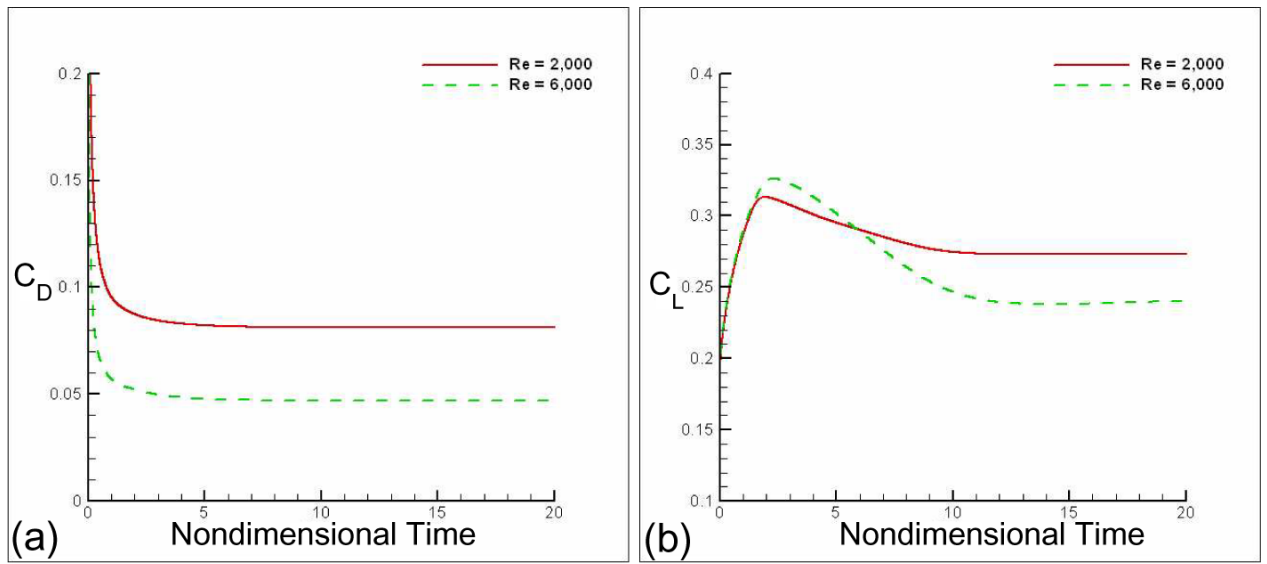 Re = 2,000
Re = 6,000
0.2
0.15
0.1
0.05
0
C_D
0 5 10 15 20
(a) Nondimensional Time
Re = 2,000
Re = 6,000
0.4
0.35
0.3
0.25
0.2
0.15
0.1
C_L
0 5 10 15 20
(b) Nondimensional Time